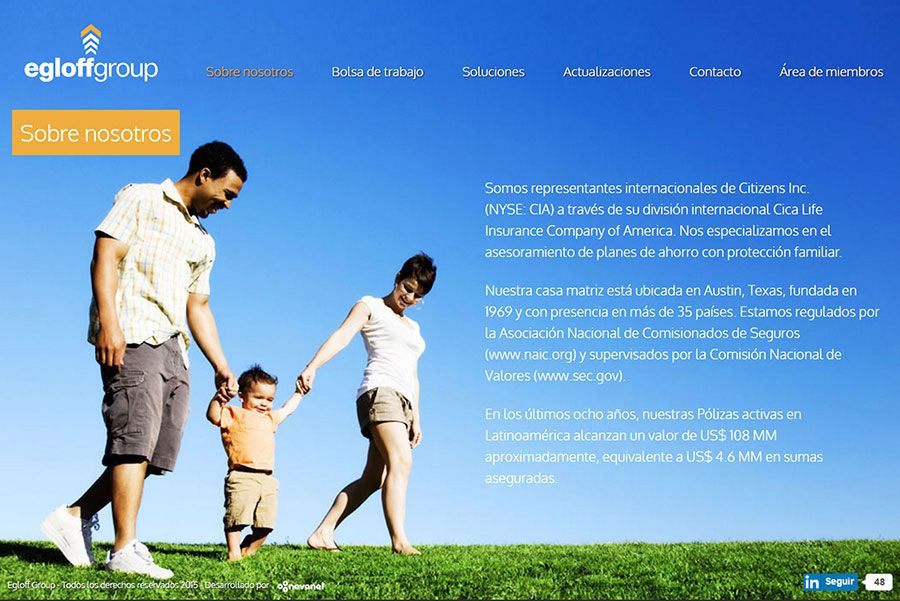 egloffgroup
Sobre nosotros Bolsa de trabajo Soluciones Actualizaciones Contacto Área de miembros
Sobre nosotros
Somos representantes internacionales de Citizens Inc.
(NYSE: CIA) a través de su división internacional Cica Life
Insurance Company of America. Nos especializamos en el
asesoramiento de planes de ahorro con protección familiar.
Nuestra casa matriz está ubicada en Austin, Texas, fundada en
1969 y con presencia en más de 35 países. Estamos regulados por
la Asociación Nacional de Comisionados de Seguros
(www.naic.org) y supervisados por la Comisión Nacional de
Valores (www.sec.gov).
En los últimos ocho años, nuestras Pólizas activas en
Latinoamérica alcanzan un valor de US$ 108 MM
aproximadamente, equivalente a US$ 4.6 MM en sumas
aseguradas.
Egloff Group - Todos los derechos reservados 2015 - Desarrollado por
in Seguir 48